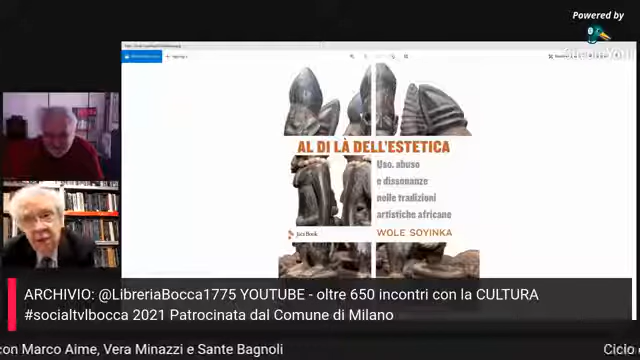 Powered by
StreamYard
AL DI LÀ DELL'ESTETICA
Uso, abuso
e dissonanze
nelle tradizioni
artistiche africane
Jaca Book
WOLE SOYINKA
ARCHIVIO: @LibreriaBocca1775 YOUTUBE - oltre 650 incontri con la CULTURA
#socialtvlbocca 2021 Patrocinata dal Comune di Milano
con Marco Aime, Vera Minazzi e Sante Bagnoli
Ciclo